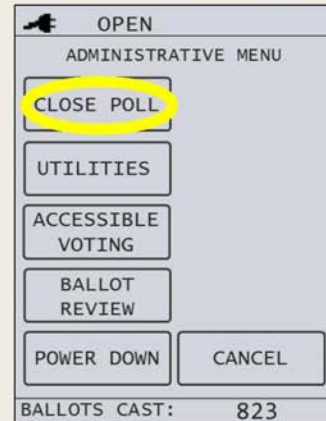 OPEN
ADMINISTRATIVE MENU
CLOSE POLL
UTILITIES
ACCESSIBLE
VOTING
BALLOT
REVIEW
POWER DOWN
CANCEL
BALLOTS CAST: 823